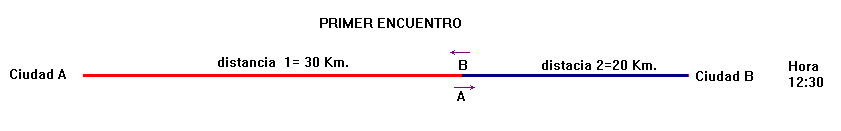 PRIMER ENCUENTRO
distancia 1= 30 Km.
B
distacia 2=20 Km.
Hora
12:30
Ciudad A
Ciudad B
A